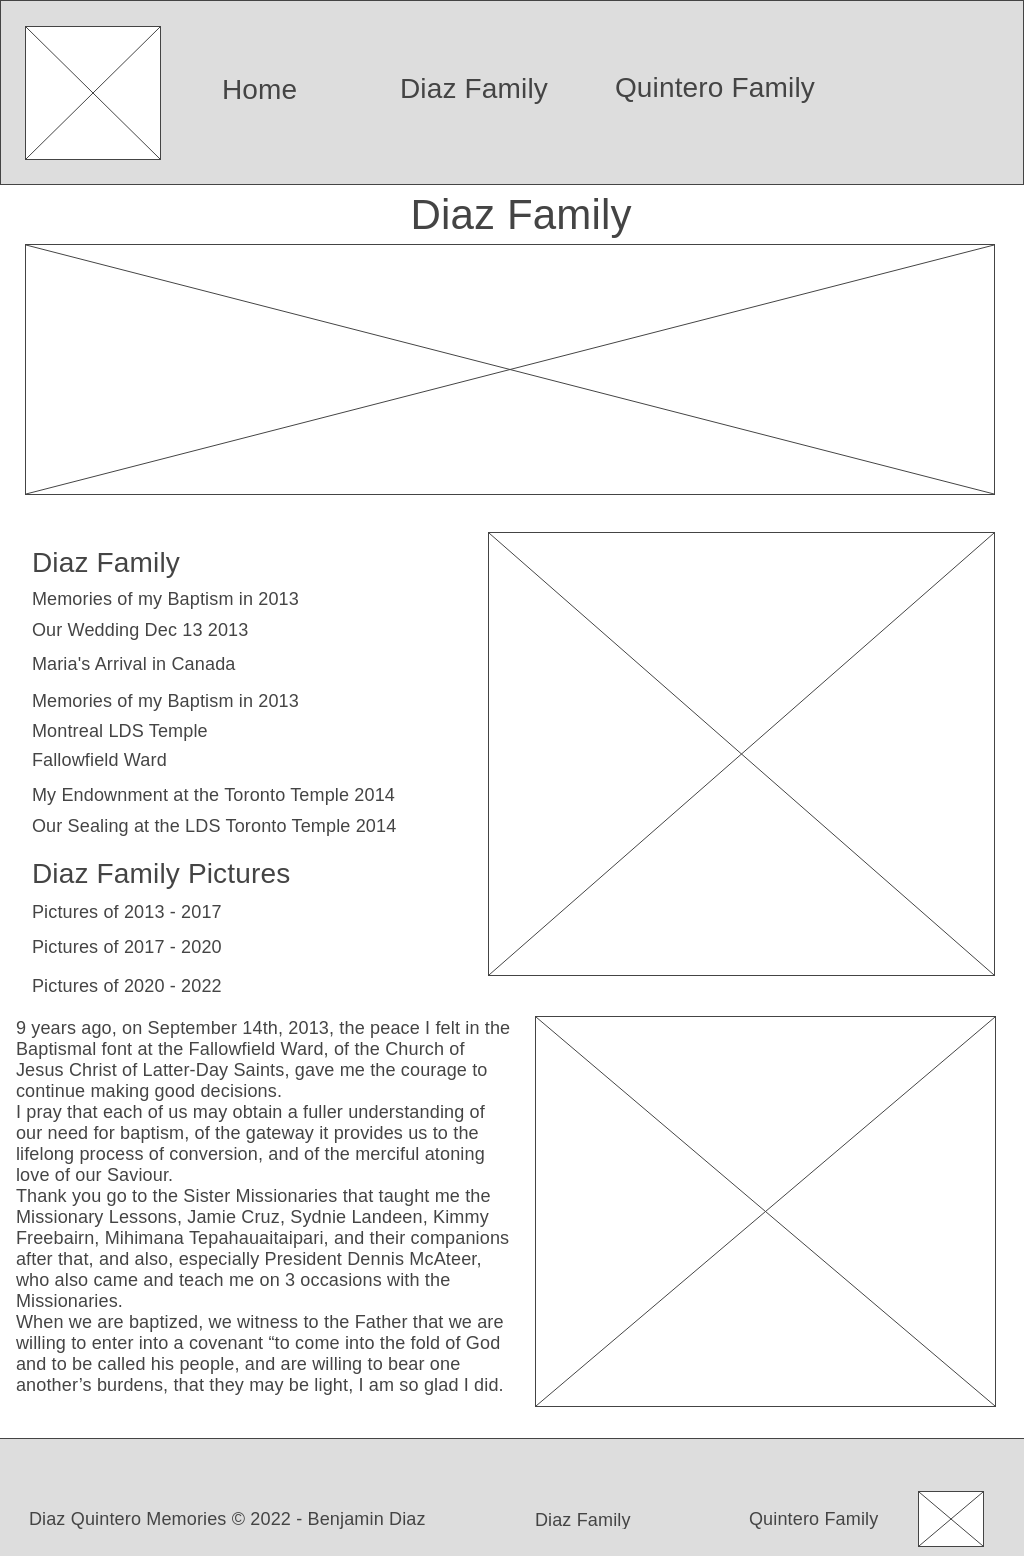 Home
Diaz Family
Quintero Family
Diaz Family
Diaz Family
Memories of my Baptism in 2013
Our Wedding Dec 13 2013
Maria's Arrival in Canada
Memories of my Baptism in 2013
Montreal LDS Temple
Fallowfield Ward
My Endownment at the Toronto Temple 2014
Our Sealing at the LDS Toronto Temple 2014
Diaz Family Pictures
Pictures of 2013 - 2017
Pictures of 2017 - 2020
Pictures of 2020 - 2022
9 years ago, on September 14th, 2013, the peace I felt in the
Baptismal font at the Fallowfield Ward, of the Church of
Jesus Christ of Latter-Day Saints, gave me the courage to
continue making good decisions.
I pray that each of us may obtain a fuller understanding of
our need for baptism, of the gateway it provides us to the
lifelong process of conversion, and of the merciful atoning
love of our Saviour.
Thank you go to the Sister Missionaries that taught me the
Missionary Lessons, Jamie Cruz, Sydnie Landeen, Kimmy
Freebairn, Mihimana Tepahauaitaipari, and their companions
after that, and also, especially President Dennis McAteer,
who also came and teach me on 3 occasions with the
Missionaries.
When we are baptized, we witness to the Father that we are
willing to enter into a covenant “to come into the fold of God
and to be called his people, and are willing to bear one
another’s burdens, that they may be light, I am so glad I did.
Diaz Quintero Memories © 2022 - Benjamin Diaz
Diaz Family
Quintero Family